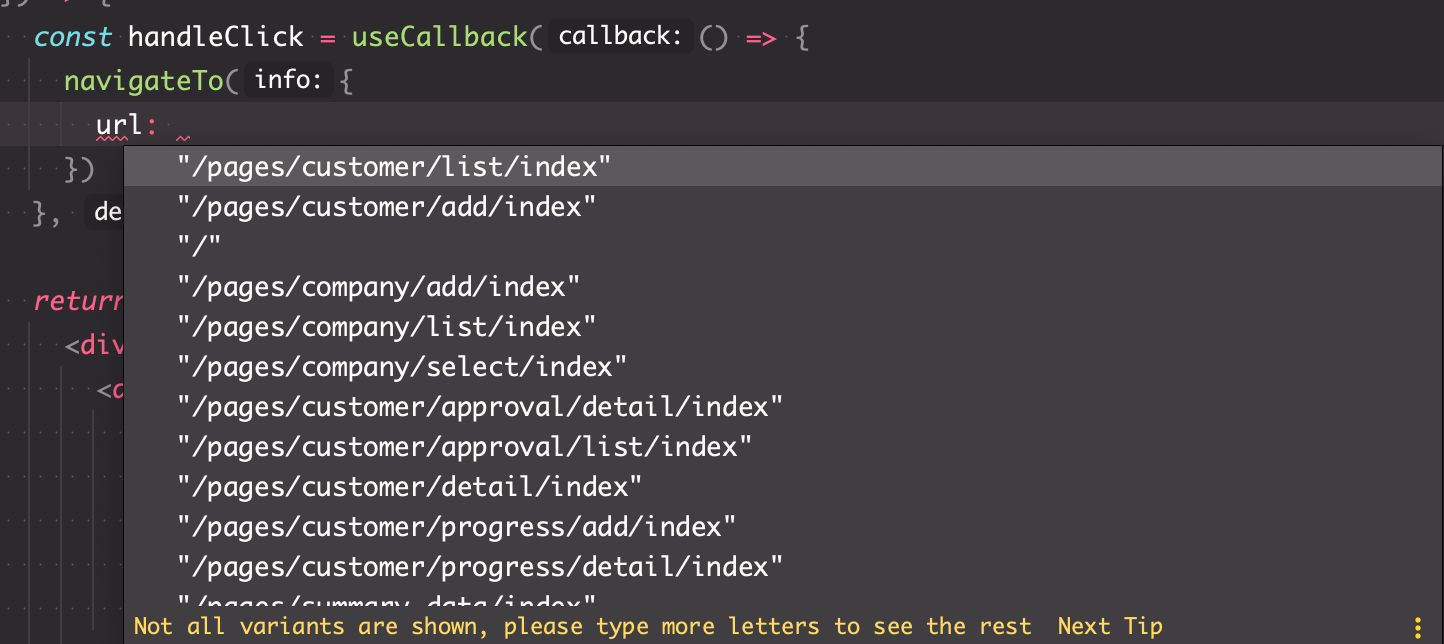 const handleClick = useCallback( callback: () => {
navigateTo( info: {
url:
"/pages/customer/list/index"
}) "/pages/customer/add/index"
}, de "/"
"/pages/company/add/index"
return "/pages/company/list/index"
<div "/pages/company/select/index"
"/pages/customer/approval/detail/index"
"/pages/customer/approval/list/index"
"/pages/customer/detail/index"
"/pages/customer/progress/add/index"
"/pages/customer/progress/detail/index"
"/pages/summary_data/index"
Not all variants are shown, please type more letters to see the rest Next Tip